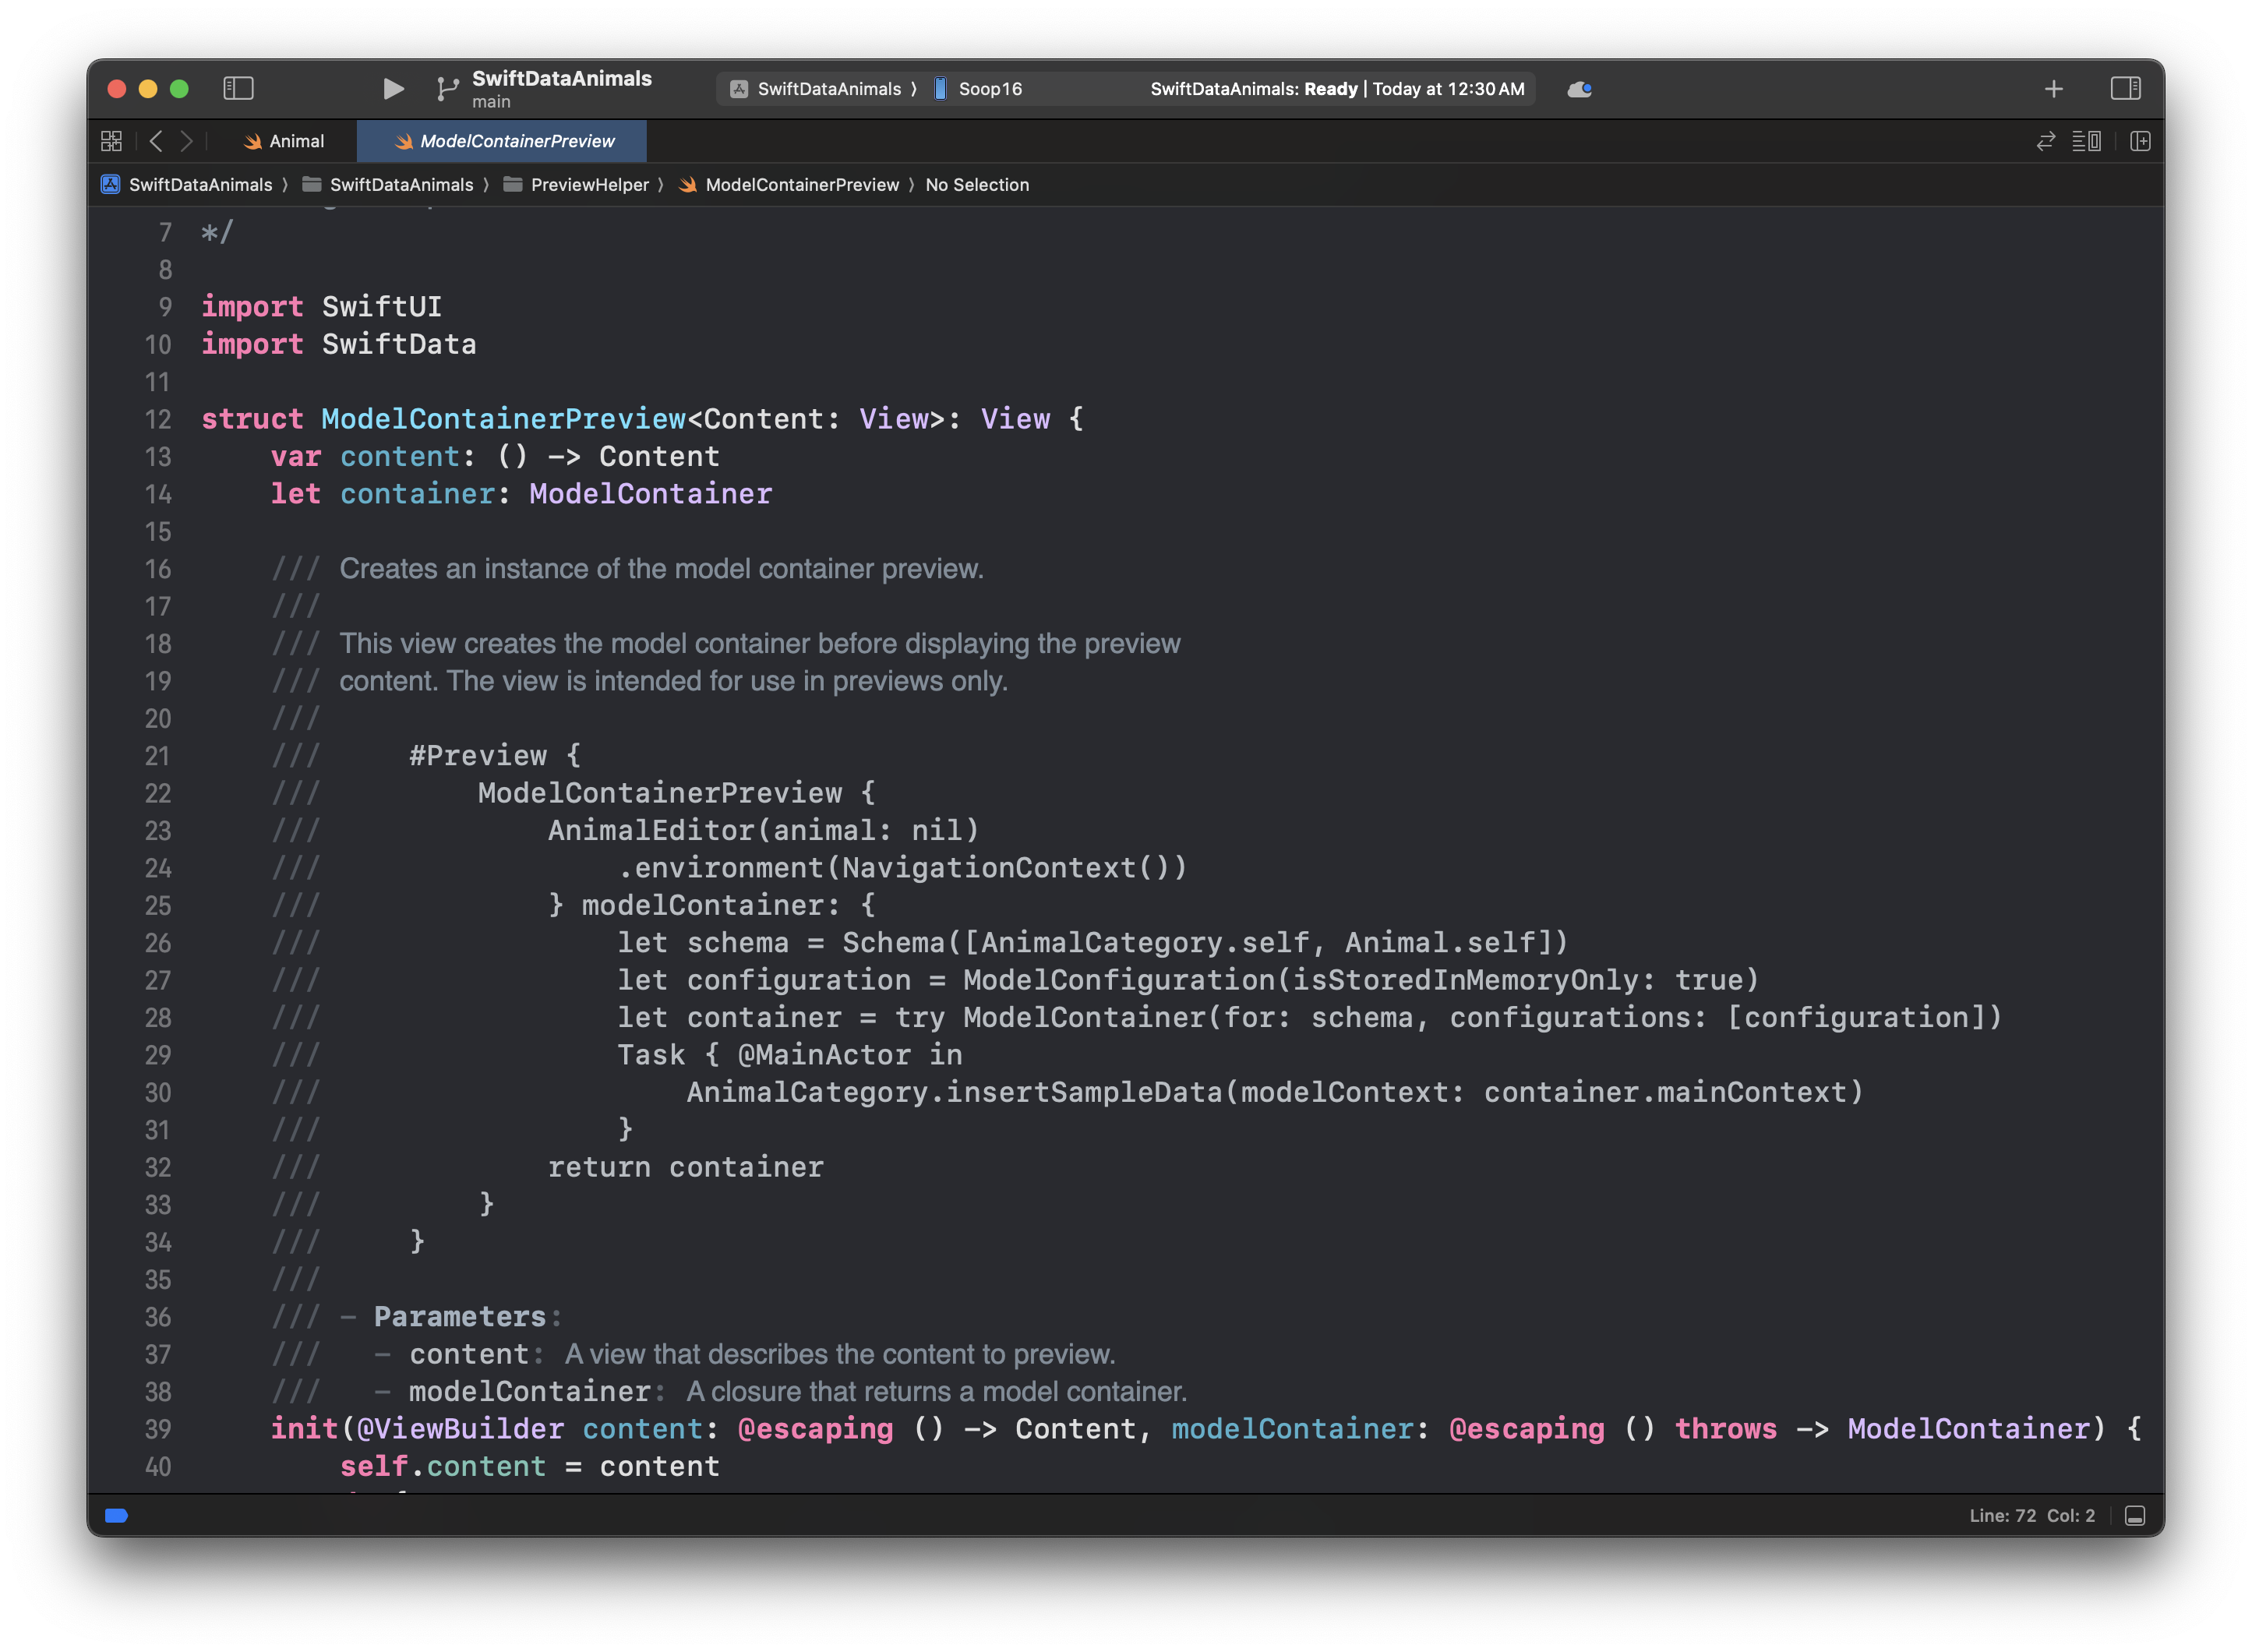 SwiftDataAnimals
main
SwiftDataAnimals 〉 Soop16
SwiftDataAnimals: Ready | Today at 12:30 AM
Animal
ModelContainerPreview
SwiftDataAnimals 〉 SwiftDataAnimals 〉 PreviewHelper 〉 ModelContainerPreview 〉 No Selection
7 */
8
9 import SwiftUI
10 import SwiftData
11
12 struct ModelContainerPreview<Content: View>: View {
13     var content: () -> Content
14     let container: ModelContainer
15
16     /// Creates an instance of the model container preview.
17     ///
18     /// This view creates the model container before displaying the preview
19     /// content. The view is intended for use in previews only.
20     ///
21     ///     #Preview {
22     ///         ModelContainerPreview {
23     ///             AnimalEditor(animal: nil)
24     ///                 .environment(NavigationContext())
25     ///             } modelContainer: {
26     ///                 let schema = Schema([AnimalCategory.self, Animal.self])
27     ///                 let configuration = ModelConfiguration(isStoredInMemoryOnly: true)
28     ///                 let container = try ModelContainer(for: schema, configurations: [configuration])
29     ///                 Task { @MainActor in
30     ///                     AnimalCategory.insertSampleData(modelContext: container.mainContext)
31     ///                 }
32     ///             return container
33     ///         }
34     ///     }
35     ///
36     /// - Parameters:
37     ///   - content: A view that describes the content to preview.
38     ///   - modelContainer: A closure that returns a model container.
39     init(@ViewBuilder content: @escaping () -> Content, modelContainer: @escaping () throws -> ModelContainer) {
40         self.content = content
Line: 72 Col: 2